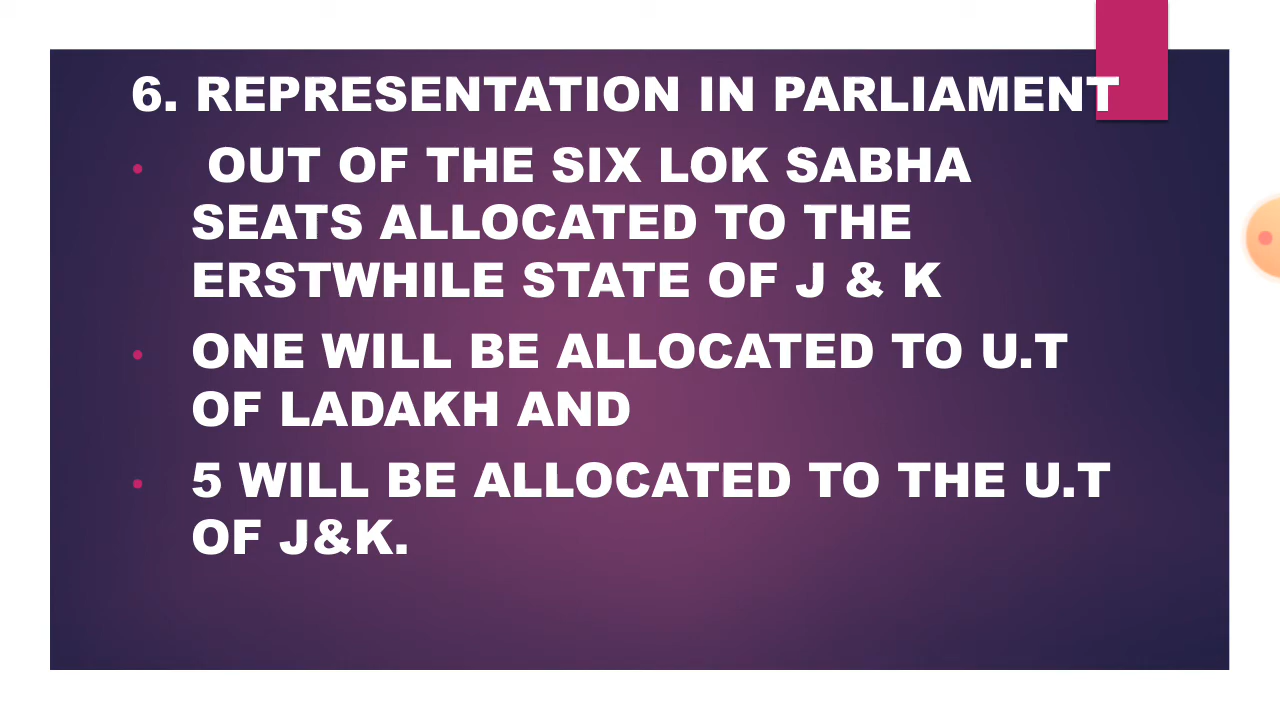 6. REPRESENTATION IN PARLIAMENT
• OUT OF THE SIX LOK SABHA
SEATS ALLOCATED TO THE
ERSTWHILE STATE OF J & K
• ONE WILL BE ALLOCATED TO U.T
OF LADAKH AND
• 5 WILL BE ALLOCATED TO THE U.T
OF J&K.